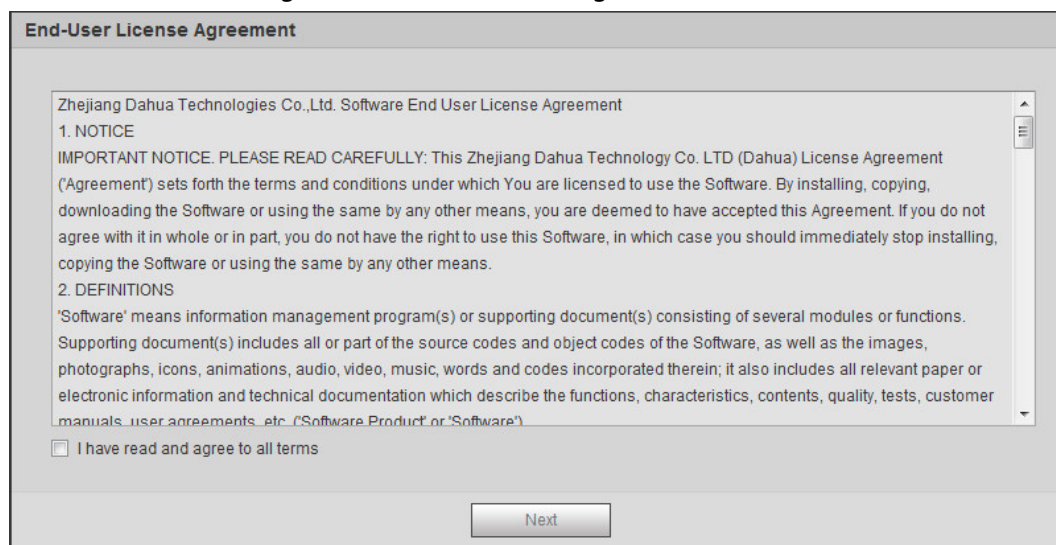 End-User License Agreement
Zhejiang Dahua Technologies Co.,Ltd. Software End User License Agreement
1. NOTICE
IMPORTANT NOTICE. PLEASE READ CAREFULLY: This Zhejiang Dahua Technology Co. LTD (Dahua) License Agreement
('Agreement') sets forth the terms and conditions under which You are licensed to use the Software. By installing, copying,
downloading the Software or using the same by any other means, you are deemed to have accepted this Agreement. If you do not
agree with it in whole or in part, you do not have the right to use this Software, in which case you should immediately stop installing,
copying the Software or using the same by any other means.
2. DEFINITIONS
'Software' means information management program(s) or supporting document(s) consisting of several modules or functions.
Supporting document(s) includes all or part of the source codes and object codes of the Software, as well as the images,
photographs, icons, animations, audio, video, music, words and codes incorporated therein; it also includes all relevant paper or
electronic information and technical documentation which describe the functions, characteristics, contents, quality, tests, customer
manuals, user agreements, etc. ('Software Product' or 'Software')
I have read and agree to all terms
Next